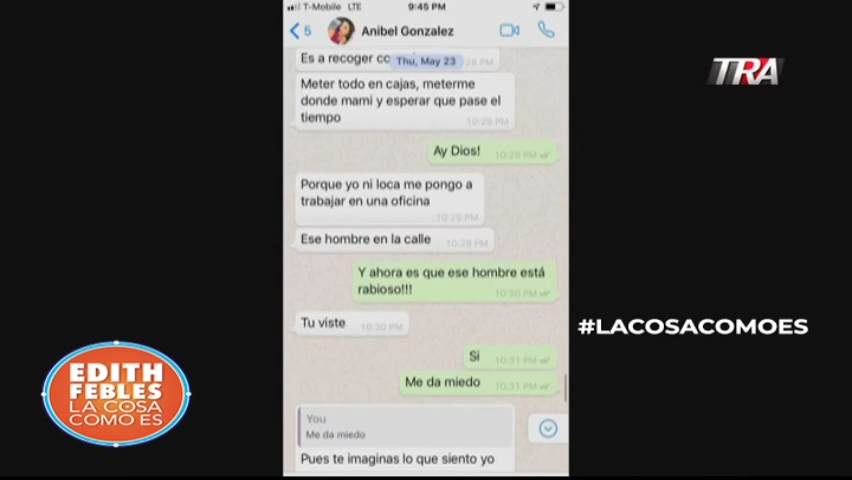 T-Mobile LTE
9:45 PM
5
Anibel Gonzalez
TRA
Es a recoger
Thu, May 23
PM
Meter todo en cajas, meterme
donde mami y esperar que pase el
tiempo
10:28 PM
Ay Dios!
10:28 PM
Porque yo ni loca me pongo a
trabajar en una oficina
10:29 PM
Ese hombre en la calle
10:29 PM
Y ahora es que ese hombre está
rabioso!!!
10:30 PM
#LACOSACOMOES
Tu viste
10:30 PM
Si
10:31 PM
EDITH
FEBLES
LA COSA
COMO ES
Me da miedo
10:31 PM
You
Me da miedo
Pues te imaginas lo que siento yo